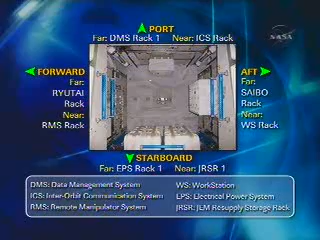 PORT
Far: DMS Rack 1 Near: ICS Rack
NASA
FORWARD
Far:
RYUTAI
Rack
Near:
RMS Rack
AFT
Far:
SAIBO
Rack
Near:
WS Rack
STARBOARD
Far: EPS Rack 1 Near: JRSR 1
DMS: Data Management System
ICS: Inter-Orbit Communication System
RMS: Remote Manipulator System
WS: WorkStation
EPS: Electrical Power System
JRSR: JEM Resupply Storage Rack